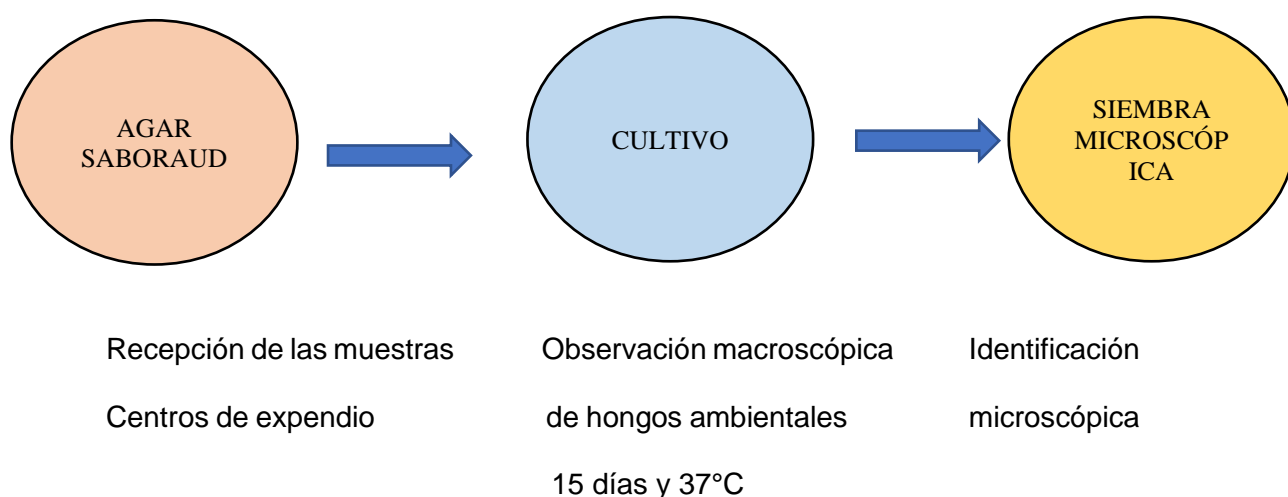 AGAR
SABORAUD
CULTIVO
SIEMBRA
MICROSCÓP
ICA
Recepción de las muestras
Centros de expendio
Observación macroscópica
de hongos ambientales
15 días y 37°C
Identificación
microscópica